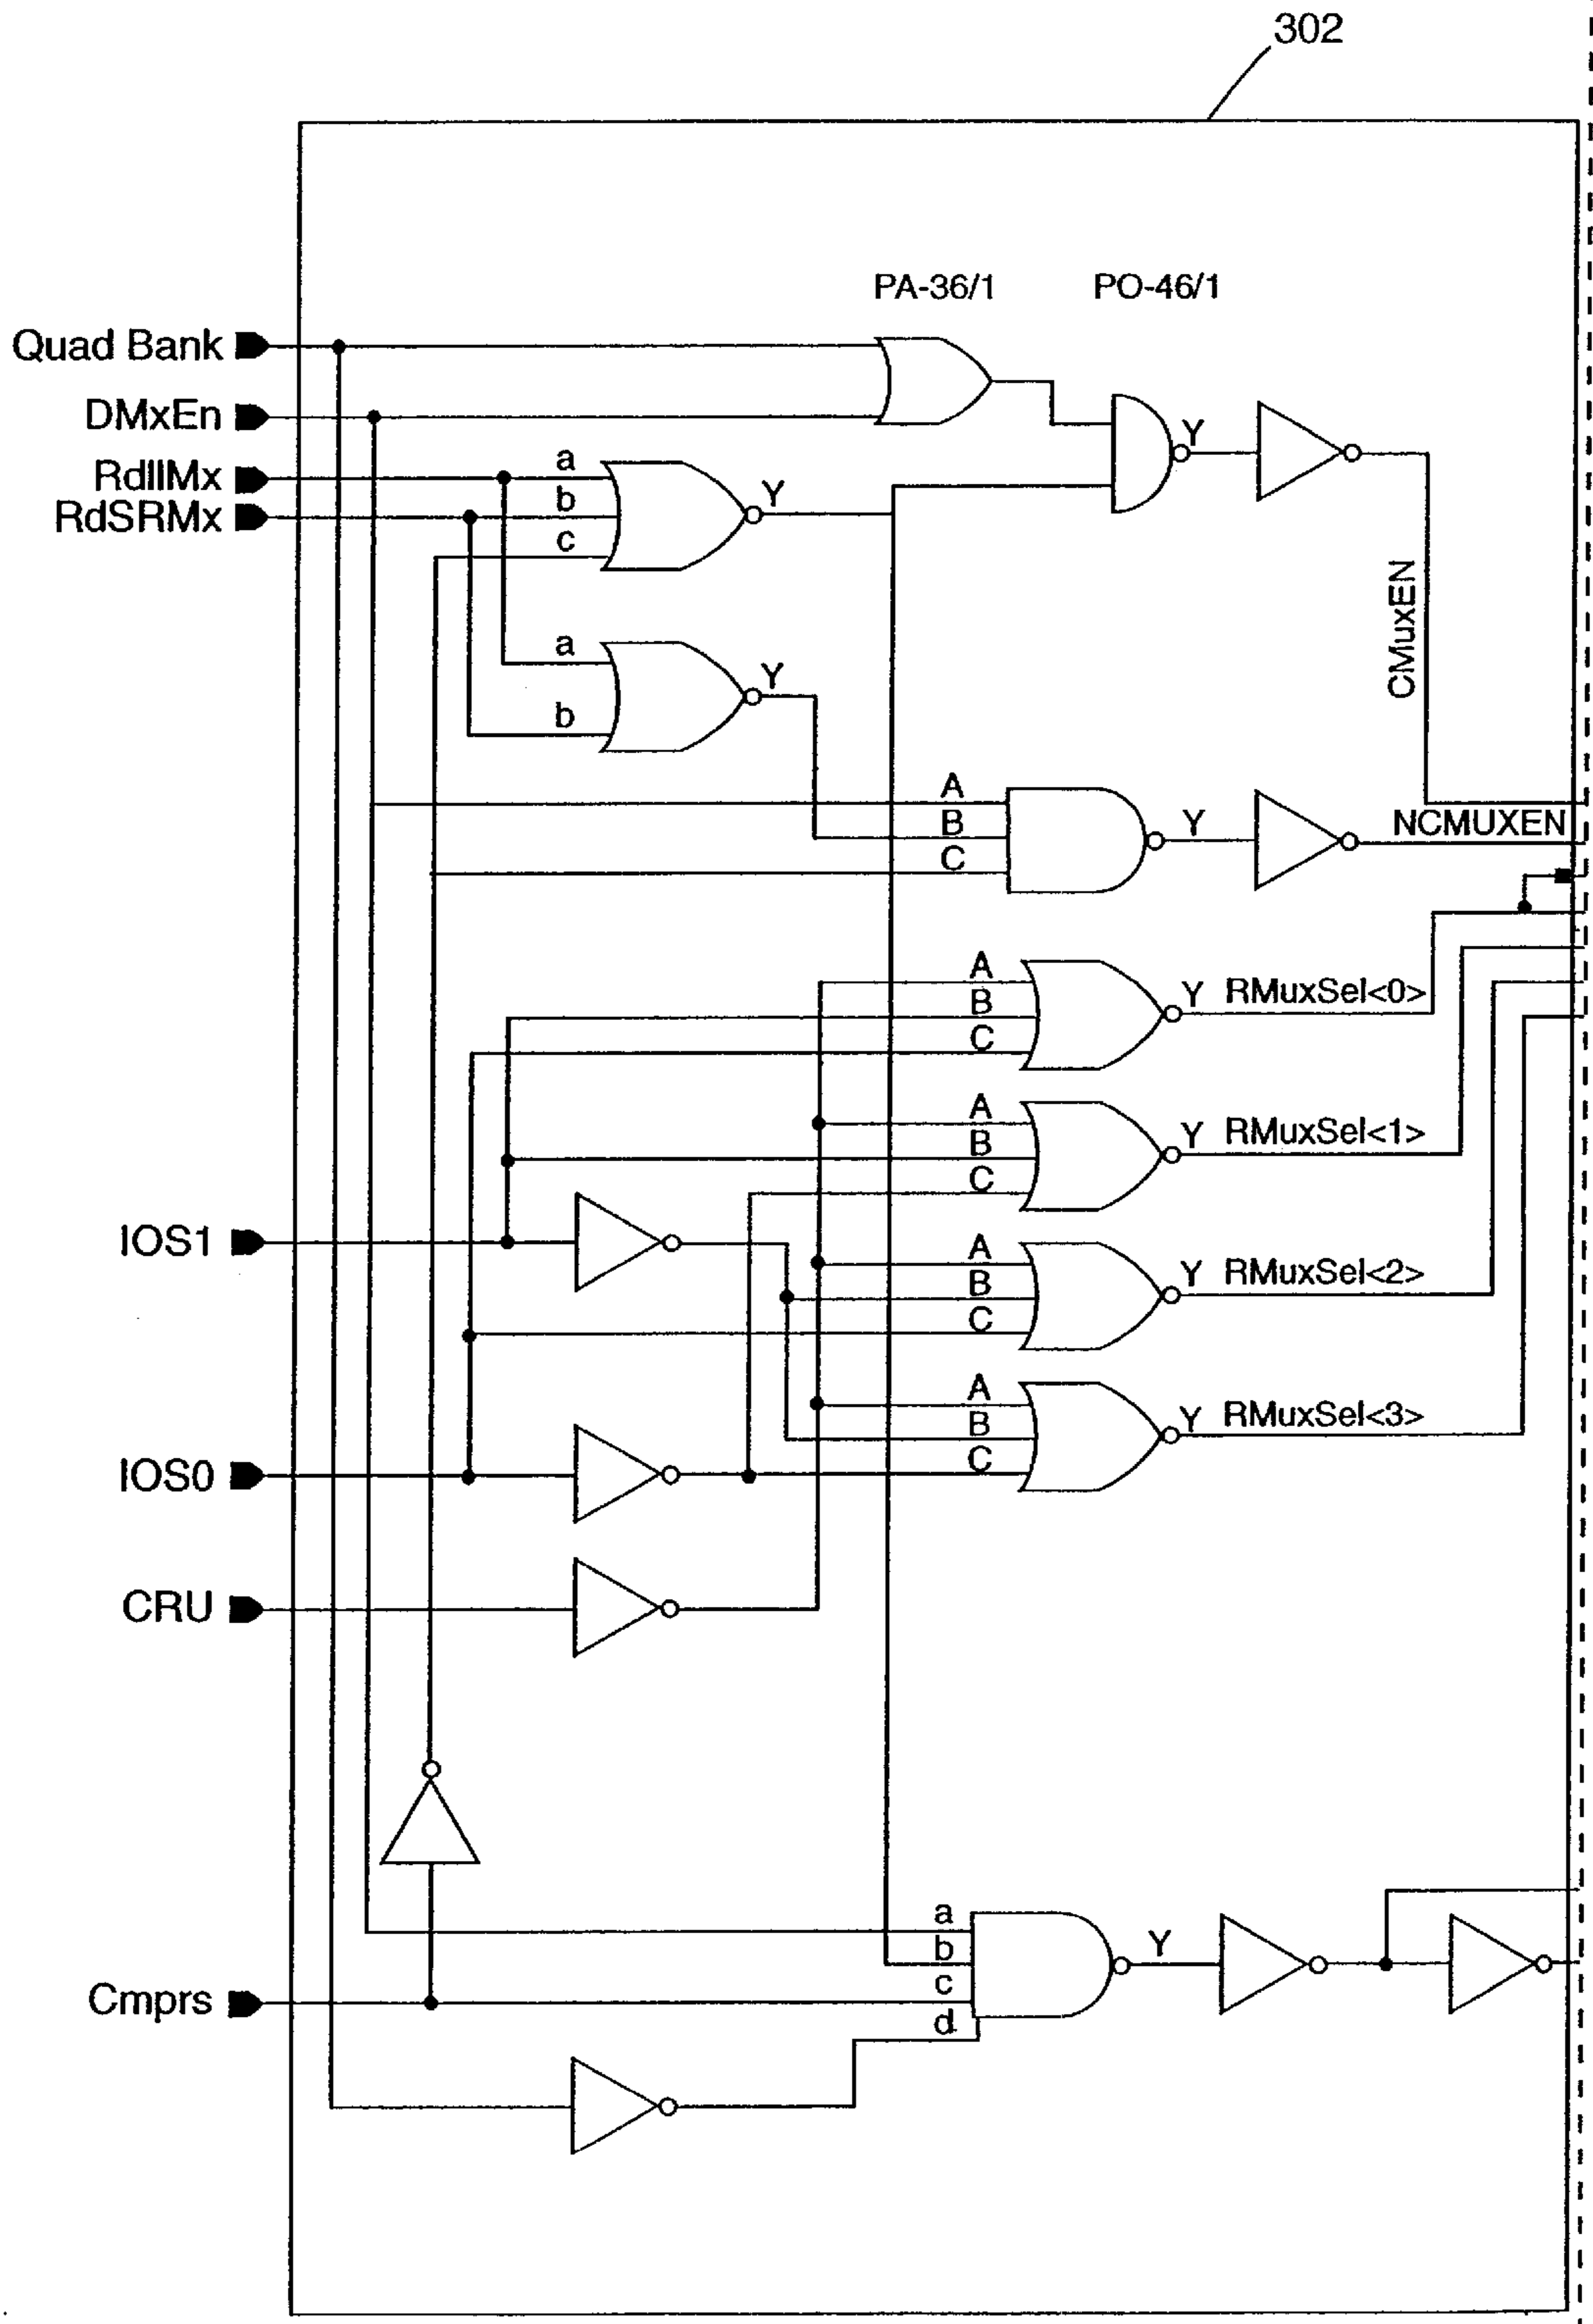 302
PA-36/1 PO-46/1
Quad Bank
DMxEn
Y
RdIIMx a
b Y
RdSRMx
c
CMuxEN
a
Y
b
A
B Y NCMUXEN
C
A
B Y RMuxSel<0>
C
A
B Y RMuxSel<1>
C
IOS1
A
B Y RMuxSel<2>
C
A
B Y RMuxSel<3>
C
IOS0
CRU
a
b Y
c
Cmprs
d